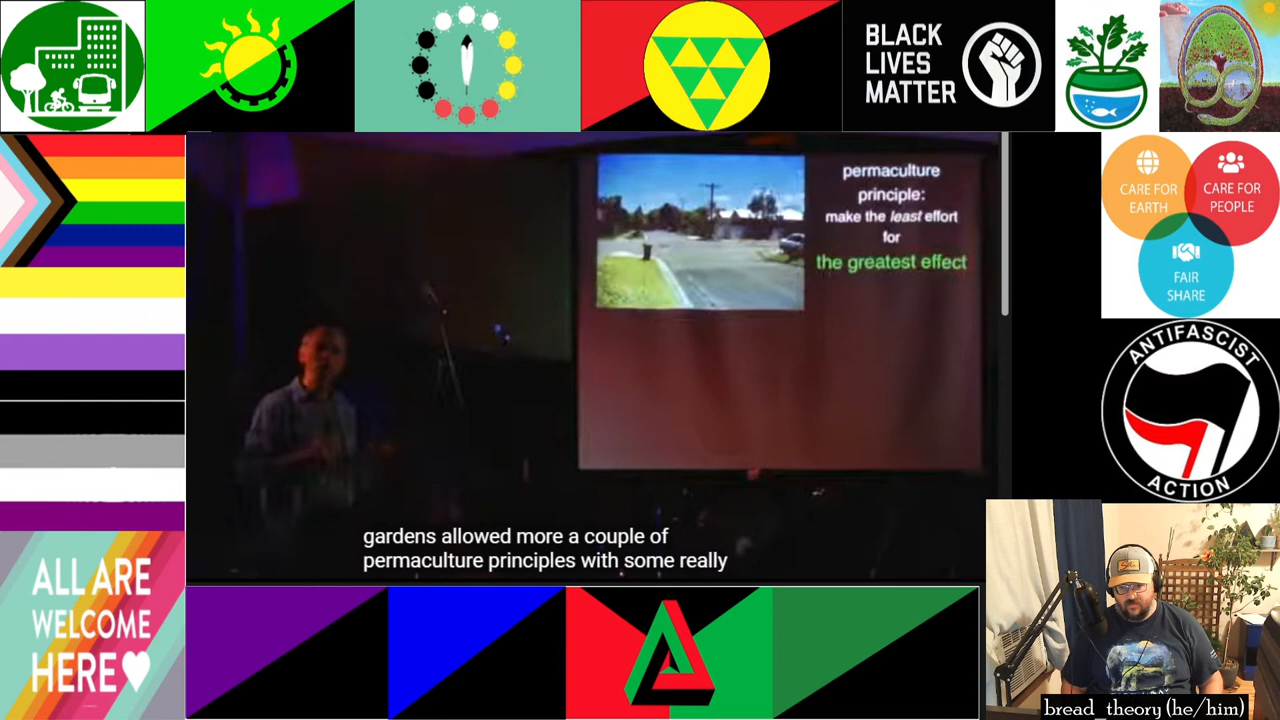 BLACK
LIVES
MATTER
permaculture
principle:
make the least effort
for
the greatest effect
CARE FOR
EARTH
CARE FOR
PEOPLE
FAIR
SHARE
ANTIFASCIST
ACTION
gardens allowed more a couple of
permaculture principles with some really
ALL ARE
WELCOME
HERE
bread_theory (he/him)